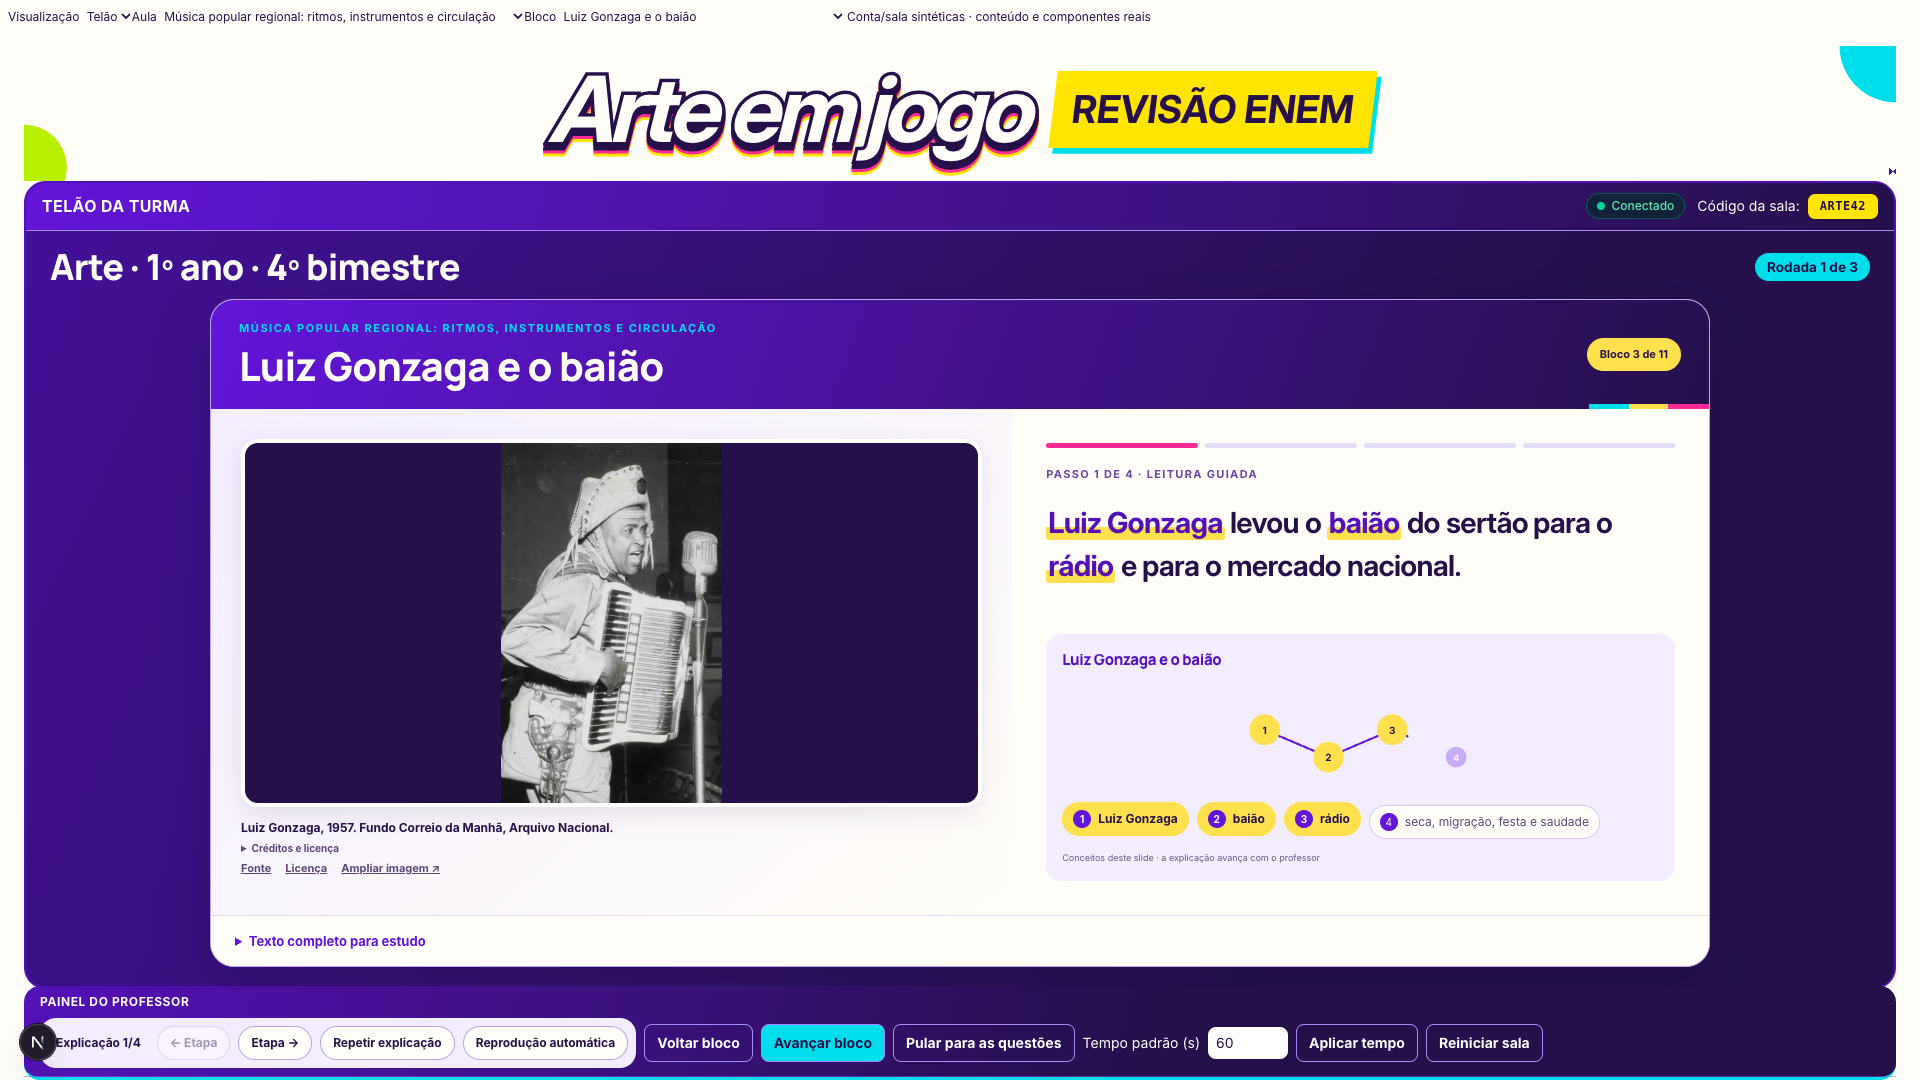 Visualização Telão Aula Música popular regional: ritmos, instrumentos e circulação Bloco Luiz Gonzaga e o baião Conta/sala sintéticas · conteúdo e componentes reais
Arte em jogo REVISÃO ENEM
TELÃO DA TURMA Conectado Código da sala: ARTE42
Arte · 1º ano · 4º bimestre Rodada 1 de 3
MÚSICA POPULAR REGIONAL: RITMOS, INSTRUMENTOS E CIRCULAÇÃO
Luiz Gonzaga e o baião Bloco 3 de 11
PASSO 1 DE 4 · LEITURA GUIADA
Luiz Gonzaga levou o baião do sertão para o
rádio e para o mercado nacional.
Luiz Gonzaga e o baião
1 2 3 4
1 Luiz Gonzaga 2 baião 3 rádio 4 seca, migração, festa e saudade
Conceitos deste slide · a explicação avança com o professor
Luiz Gonzaga, 1957. Fundo Correio da Manhã, Arquivo Nacional.
Créditos e licença
Fonte Licença Ampliar imagem ↗
Texto completo para estudo
PAINEL DO PROFESSOR
N Explicação 1/4 ← Etapa Etapa → Repetir explicação Reprodução automática Voltar bloco Avançar bloco Pular para as questões Tempo padrão (s) 60 Aplicar tempo Reiniciar sala